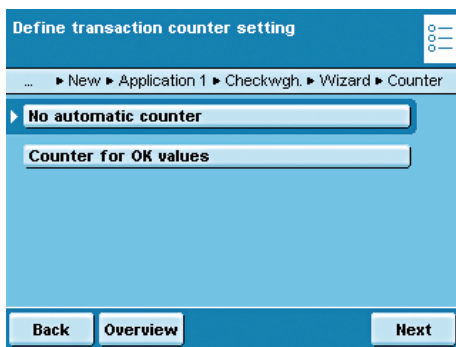 Define transaction counter setting
... ▸ New ▸ Application 1 ▸ Checkwgh. ▸ Wizard ▸ Counter
No automatic counter
Counter for OK values
Back Overview Next